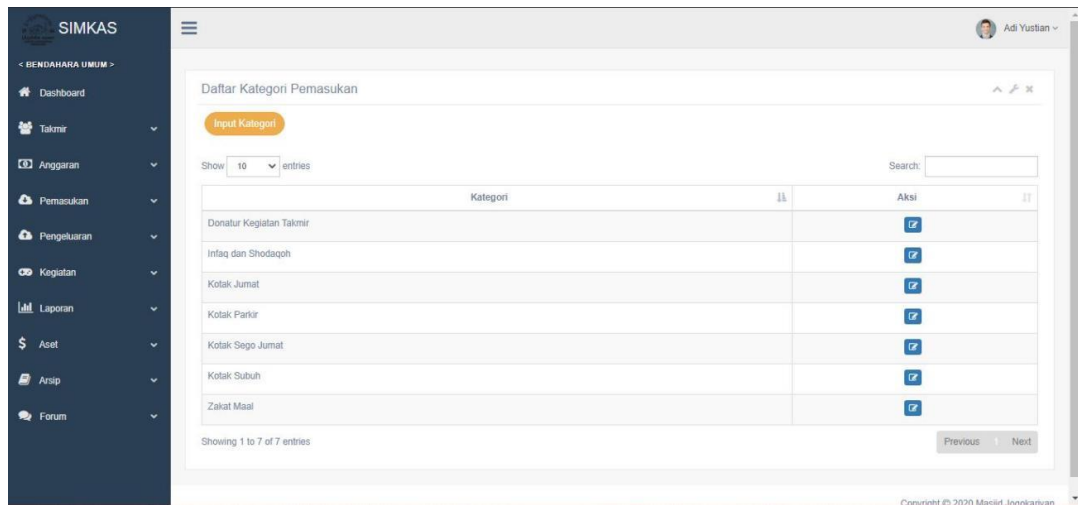 SIMKAS
Adi Yustian
< BENDAHARA UMUM >
Dashboard
Takmir
Anggaran
Pemasukan
Pengeluaran
Kegiatan
Laporan
Aset
Arsip
Forum
Daftar Kategori Pemasukan
Input Kategori
Show 10 entries
Search:
Kategori Aksi
Donatur Kegiatan Takmir
Infaq dan Shodaqoh
Kotak Jumat
Kotak Parkir
Kotak Sego Jumat
Kotak Subuh
Zakat Maal
Showing 1 to 7 of 7 entries
Previous 1 Next
Copyright © 2020 Masjid Jogokariyan